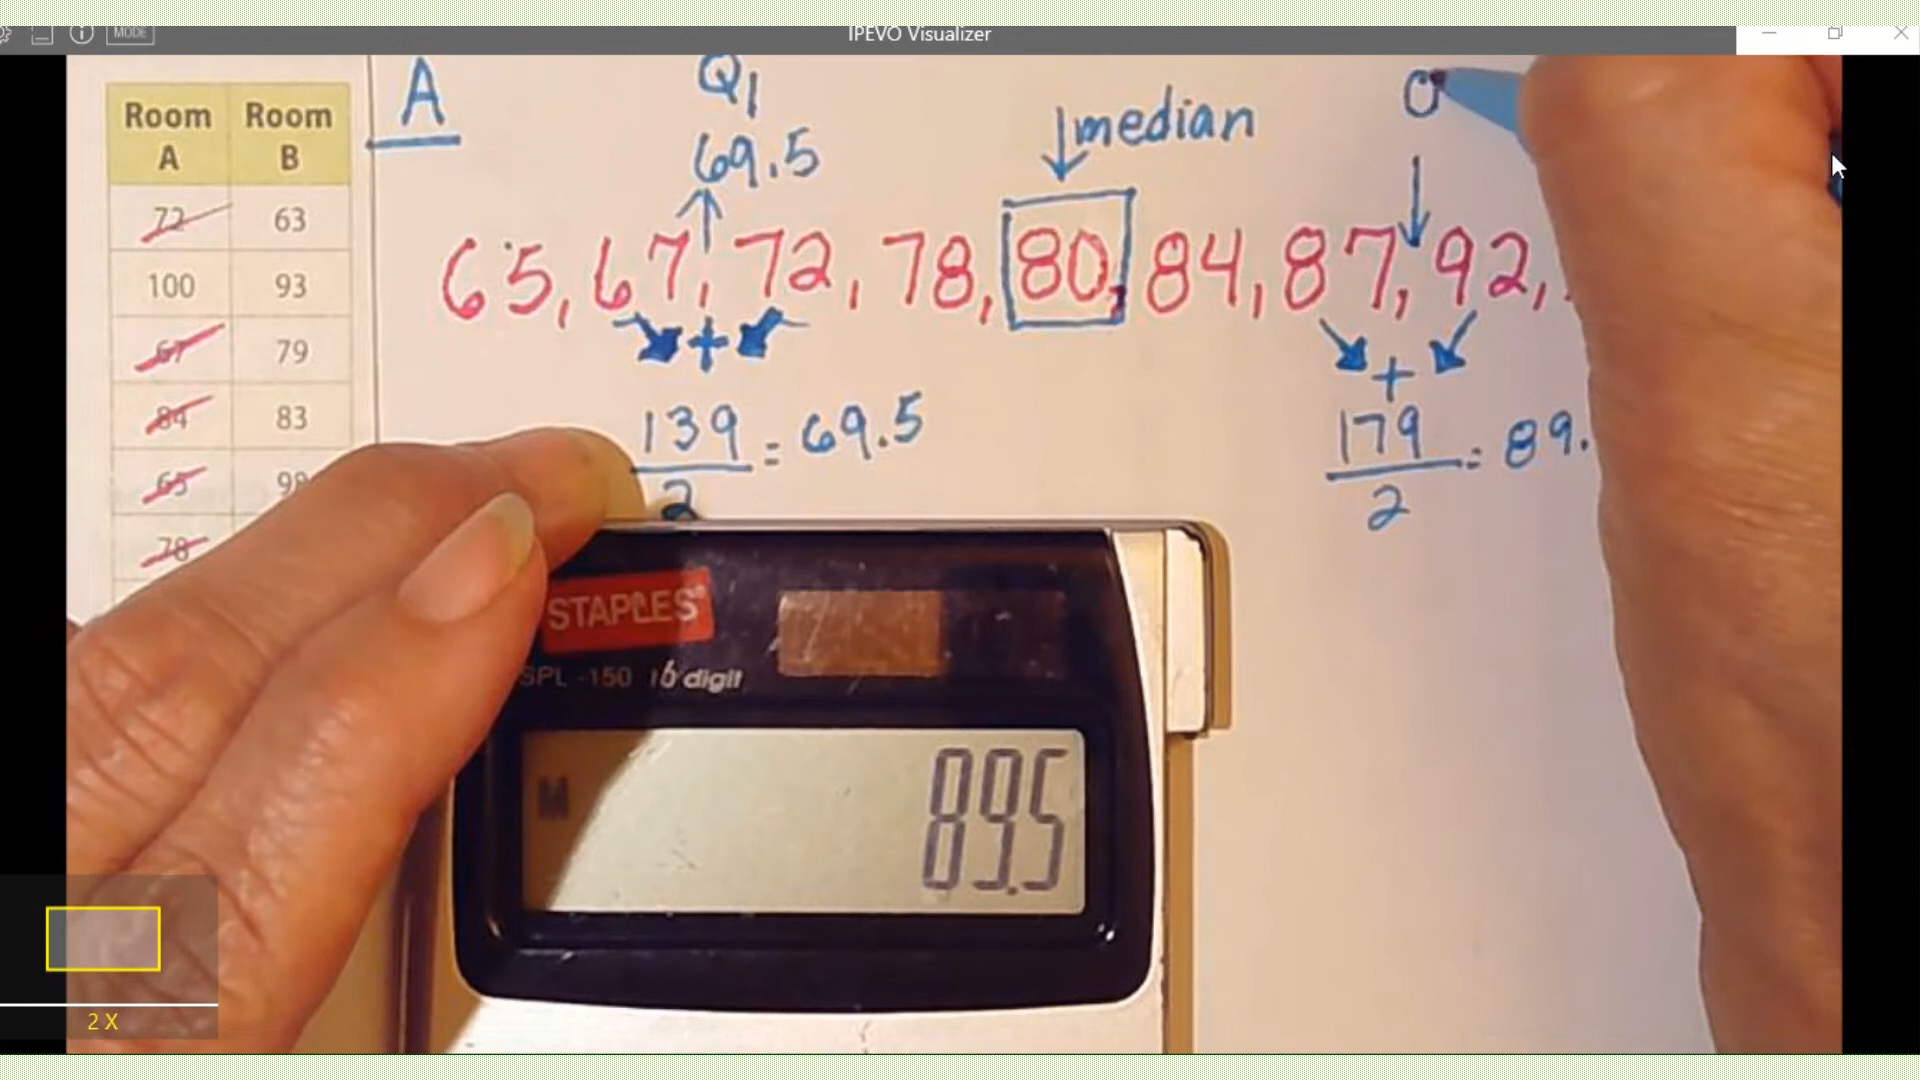 MODE
IPEVO Visualizer
Room A
Room B
72 63
100 93
67 79
84 83
65
78
A
Q1
69.5
median
65, 67, 72, 78, 80, 84, 87, 92,
+
+
139
2
= 69.5
179
2
= 89.
STAPLES
SPL-150 16 digit
M
89.5
2 X